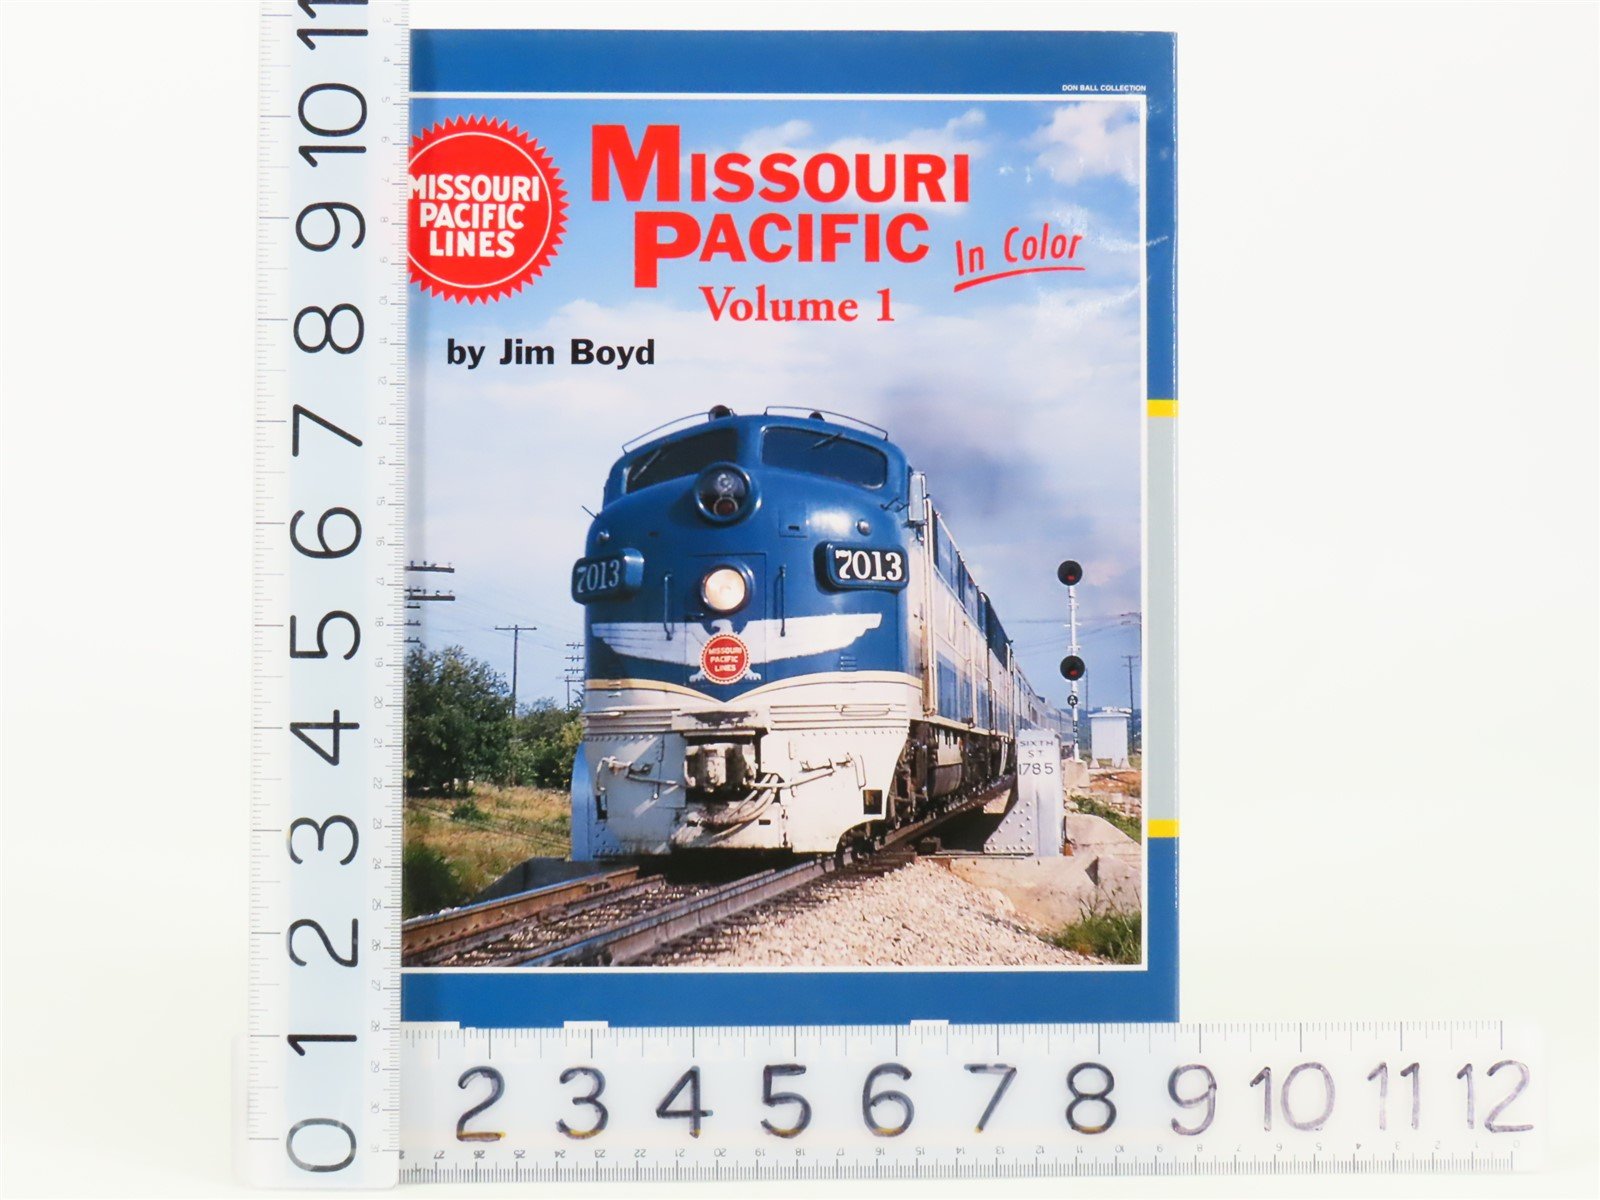 DON BALL COLLECTION
MISSOURI
PACIFIC
LINES
MISSOURI
PACIFIC
In Color
Volume 1
by Jim Boyd
7013
7013
MISSOURI
PACIFIC
LINES
SIXTH
ST
1785
11
10
9
8
7
6
5
4
3
2
1
0
2 3 4 5 6 7 8 9 10 11 12